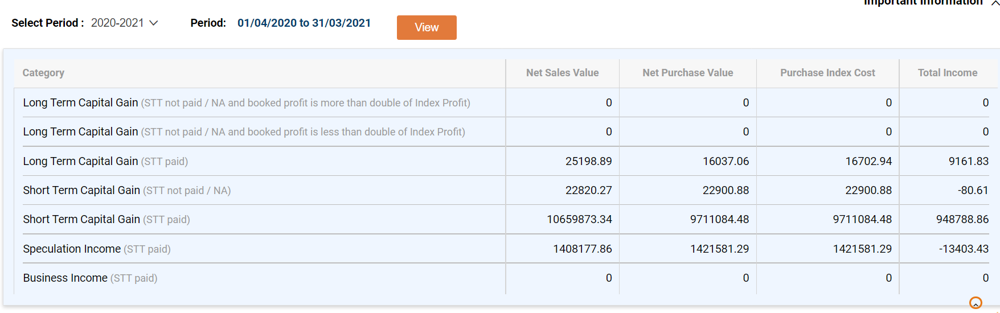 Important Information
Select Period : 2020-2021 Period: 01/04/2020 to 31/03/2021 View
Category Net Sales Value Net Purchase Value Purchase Index Cost Total Income
Long Term Capital Gain (STT not paid / NA and booked profit is more than double of Index Profit) 0 0 0 0
Long Term Capital Gain (STT not paid / NA and booked profit is less than double of Index Profit) 0 0 0 0
Long Term Capital Gain (STT paid) 25198.89 16037.06 16702.94 9161.83
Short Term Capital Gain (STT not paid / NA) 22820.27 22900.88 22900.88 -80.61
Short Term Capital Gain (STT paid) 10659873.34 9711084.48 9711084.48 948788.86
Speculation Income (STT paid) 1408177.86 1421581.29 1421581.29 -13403.43
Business Income (STT paid) 0 0 0 0